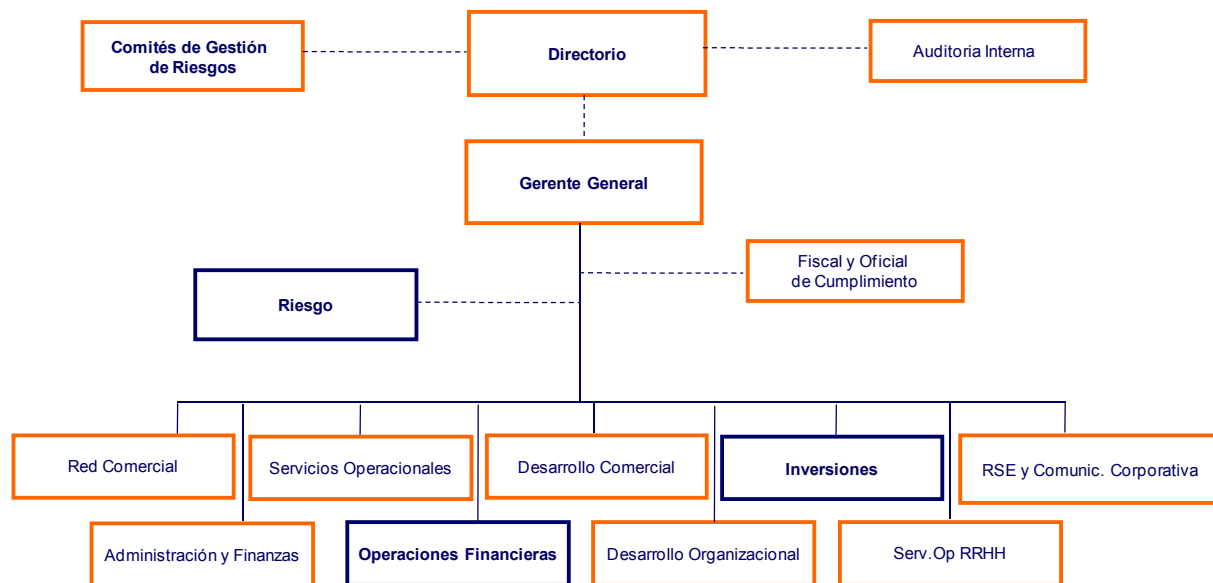 Comités de Gestión
de Riesgos
Directorio
Auditoria Interna
Gerente General
Fiscal y Oficial
de Cumplimiento
Riesgo
Red Comercial
Servicios Operacionales
Desarrollo Comercial
Inversiones
RSE y Comunic. Corporativa
Administración y Finanzas
Operaciones Financieras
Desarrollo Organizacional
Serv.Op RRHH